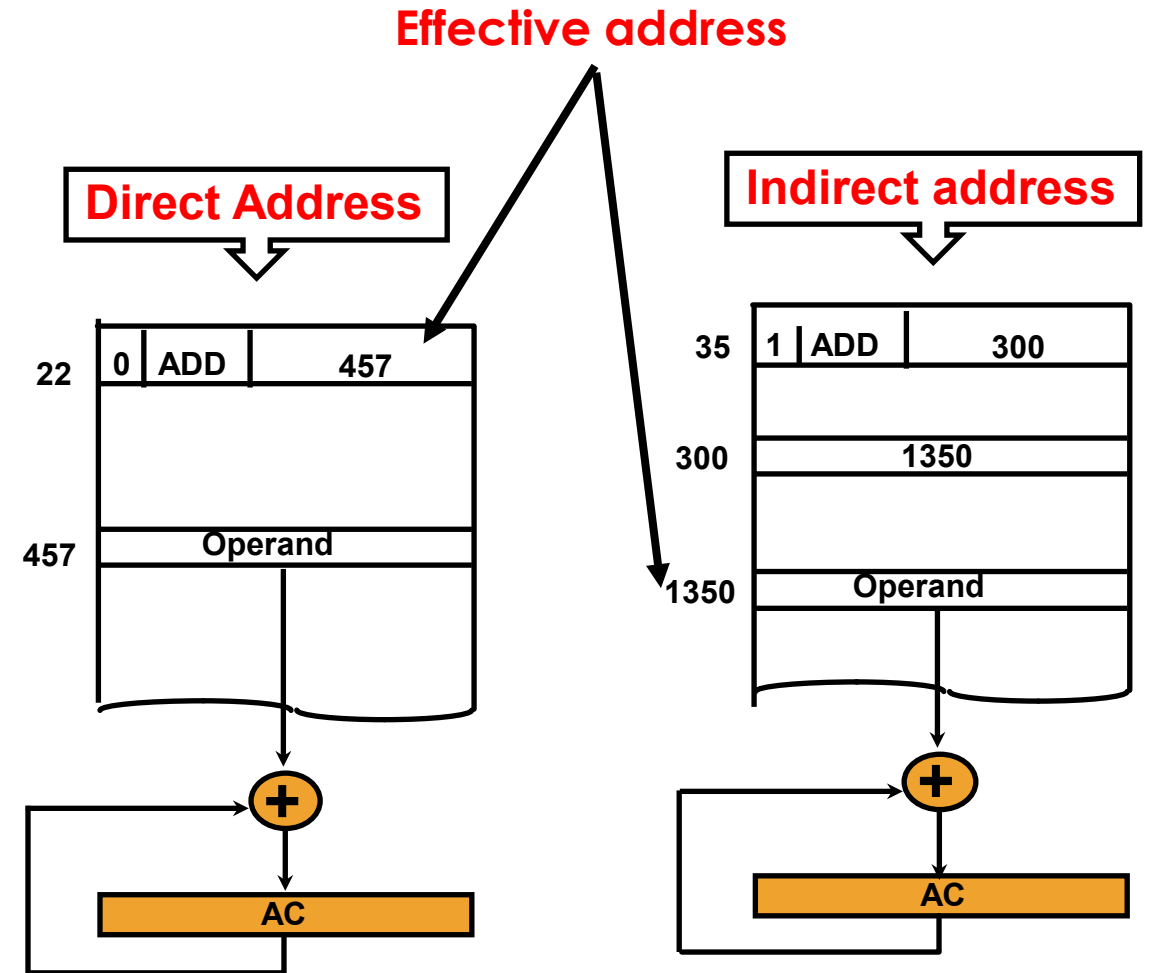 Effective address
Direct Address
22 0 ADD 457
457 Operand
+
AC
Indirect address
35 1 ADD 300
300 1350
1350 Operand
+
AC